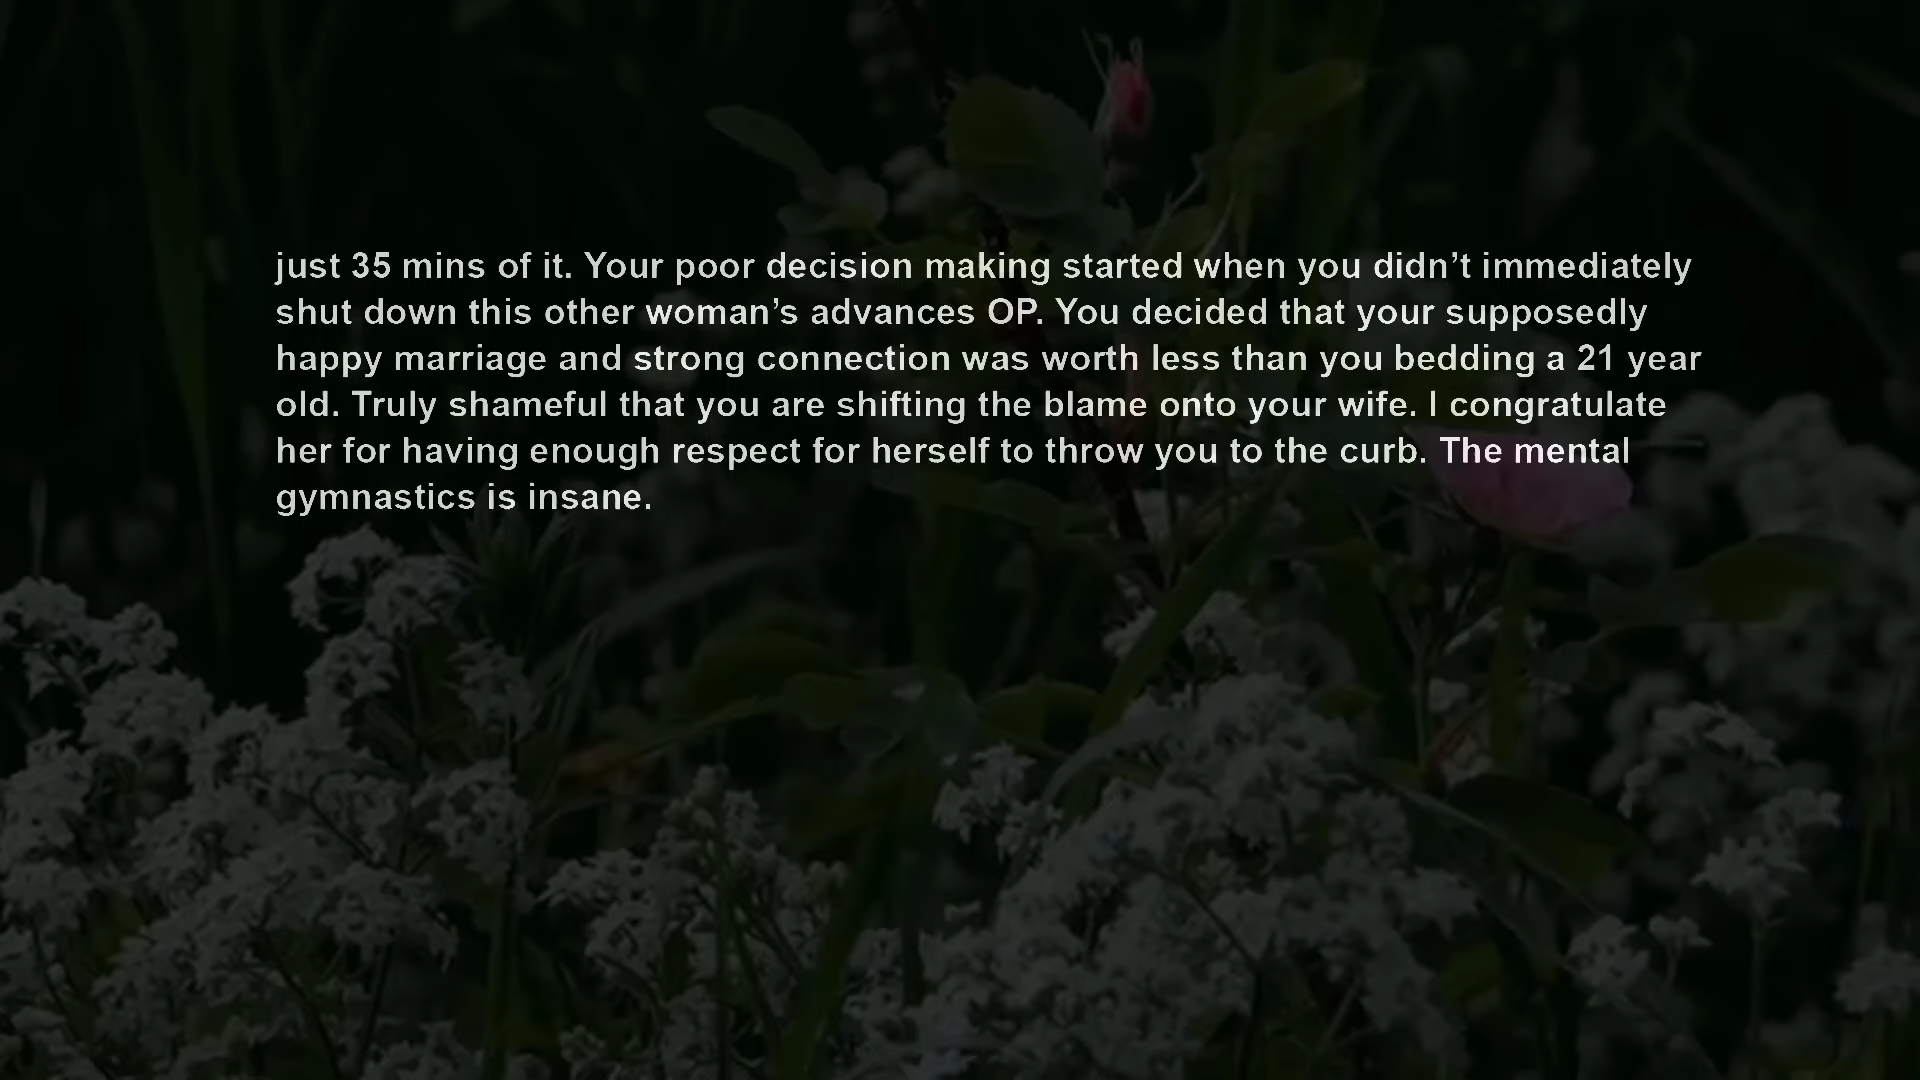 just 35 mins of it. Your poor decision making started when you didn’t immediately
shut down this other woman’s advances OP. You decided that your supposedly
happy marriage and strong connection was worth less than you bedding a 21 year
old. Truly shameful that you are shifting the blame onto your wife. I congratulate
her for having enough respect for herself to throw you to the curb. The mental
gymnastics is insane.